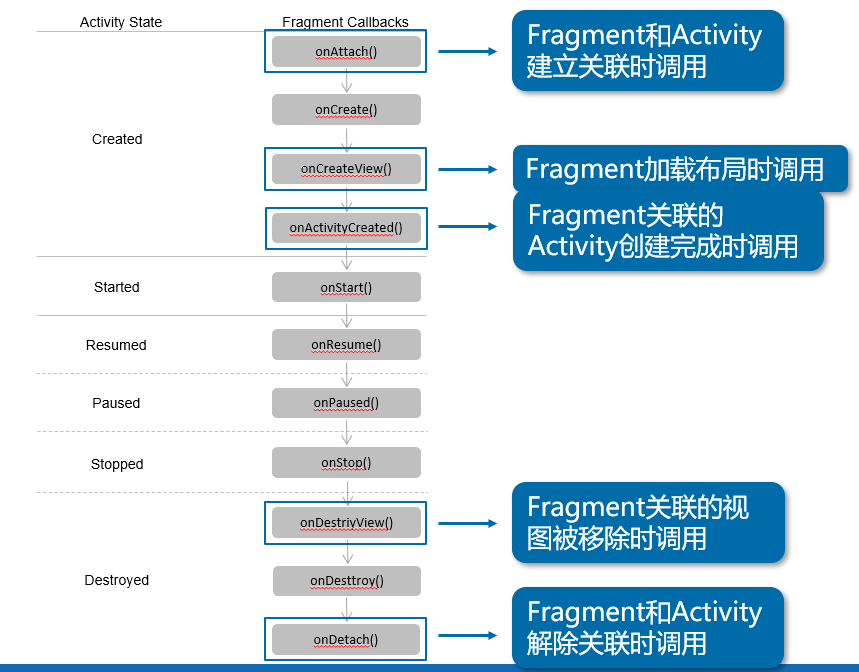 Activity State
Fragment Callbacks
onAttach()
Fragment和Activity
建立关联时调用
onCreate()
Created
onCreateView()
Fragment加载布局时调用
onActivityCreated()
Fragment关联的
Activity创建完成时调用
Started
onStart()
Resumed
onResume()
Paused
onPaused()
Stopped
onStop()
onDestriyView()
Fragment关联的视
图被移除时调用
Destroyed
onDesttroy()
onDetach()
Fragment和Activity
解除关联时调用